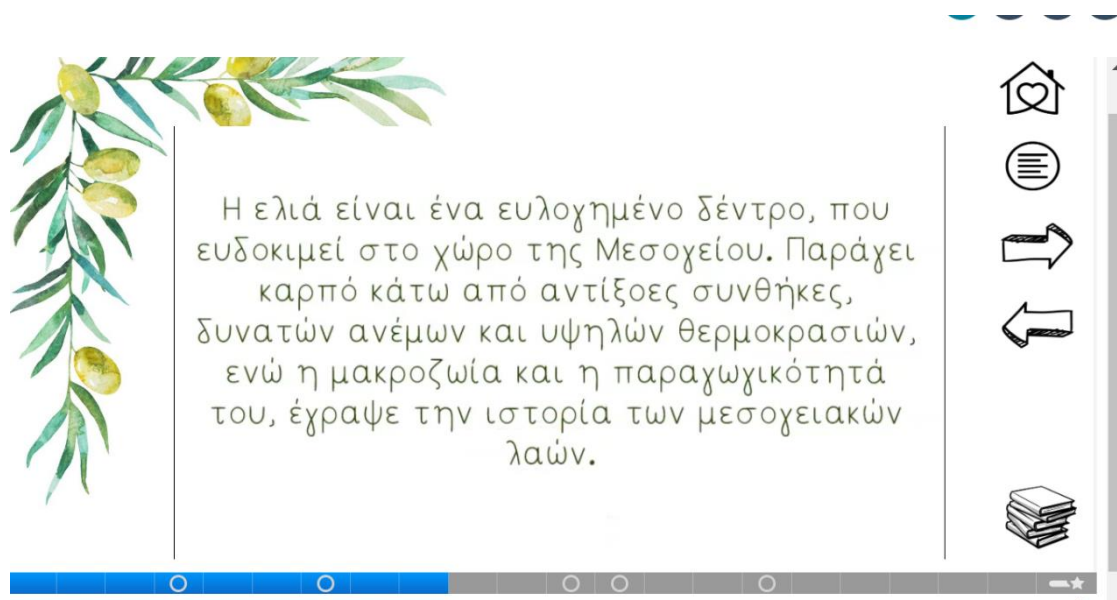 Η ελιά είναι ένα ευλογημένο δέντρο, που
ευδοκιμεί στο χώρο της Μεσογείου. Παράγει
καρπό κάτω από αντίξοες συνθήκες,
δυνατών ανέμων και υψηλών θερμοκρασιών,
ενώ η μακροζωία και η παραγωγικότητά
του, έγραψε την ιστορία των μεσογειακών
λαών.